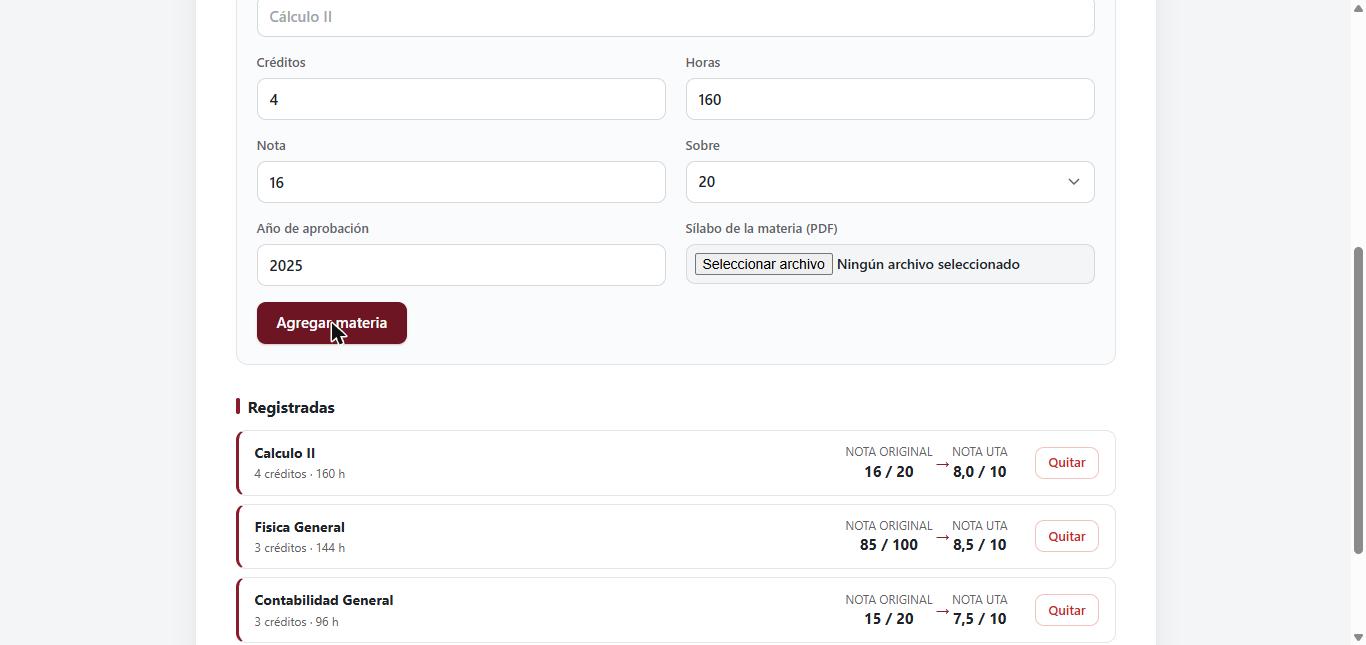 Cálculo II
Créditos Horas
4 160
Nota Sobre
16 20
Año de aprobación Sílabo de la materia (PDF)
2025 Seleccionar archivo Ningún archivo seleccionado
Agregar materia
Registradas
Calculo II
4 créditos · 160 h
NOTA ORIGINAL → NOTA UTA
16 / 20 8,0 / 10
Quitar
Fisica General
3 créditos · 144 h
NOTA ORIGINAL → NOTA UTA
85 / 100 8,5 / 10
Quitar
Contabilidad General
3 créditos · 96 h
NOTA ORIGINAL → NOTA UTA
15 / 20 7,5 / 10
Quitar